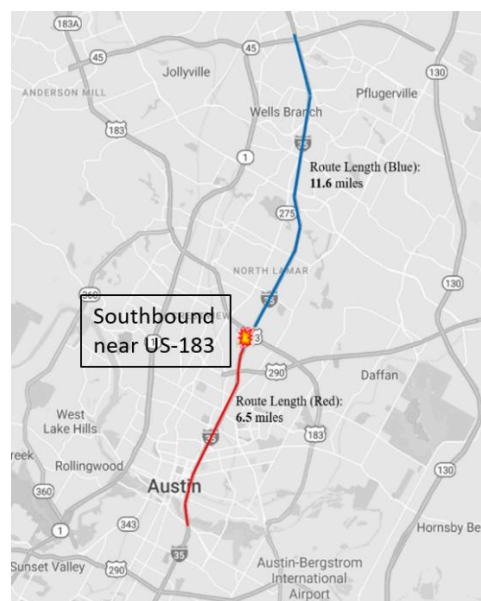 183A
45
45
Jollyville
130
ANDERSON MILL
Pflugerville
Wells Branch
183
1
35
Route Length (Blue):
11.6 miles
275
NORTH LAMAR
130
360
35
Southbound
near US-183
3
290
Daffan
West
Lake Hills
Route Length (Red):
6.5 miles
35
183
Rollingwood
130
reek
Austin
360
1
343
Hornsby Be
35
290
Sunset Valley
Austin-Bergstrom
International
Airport